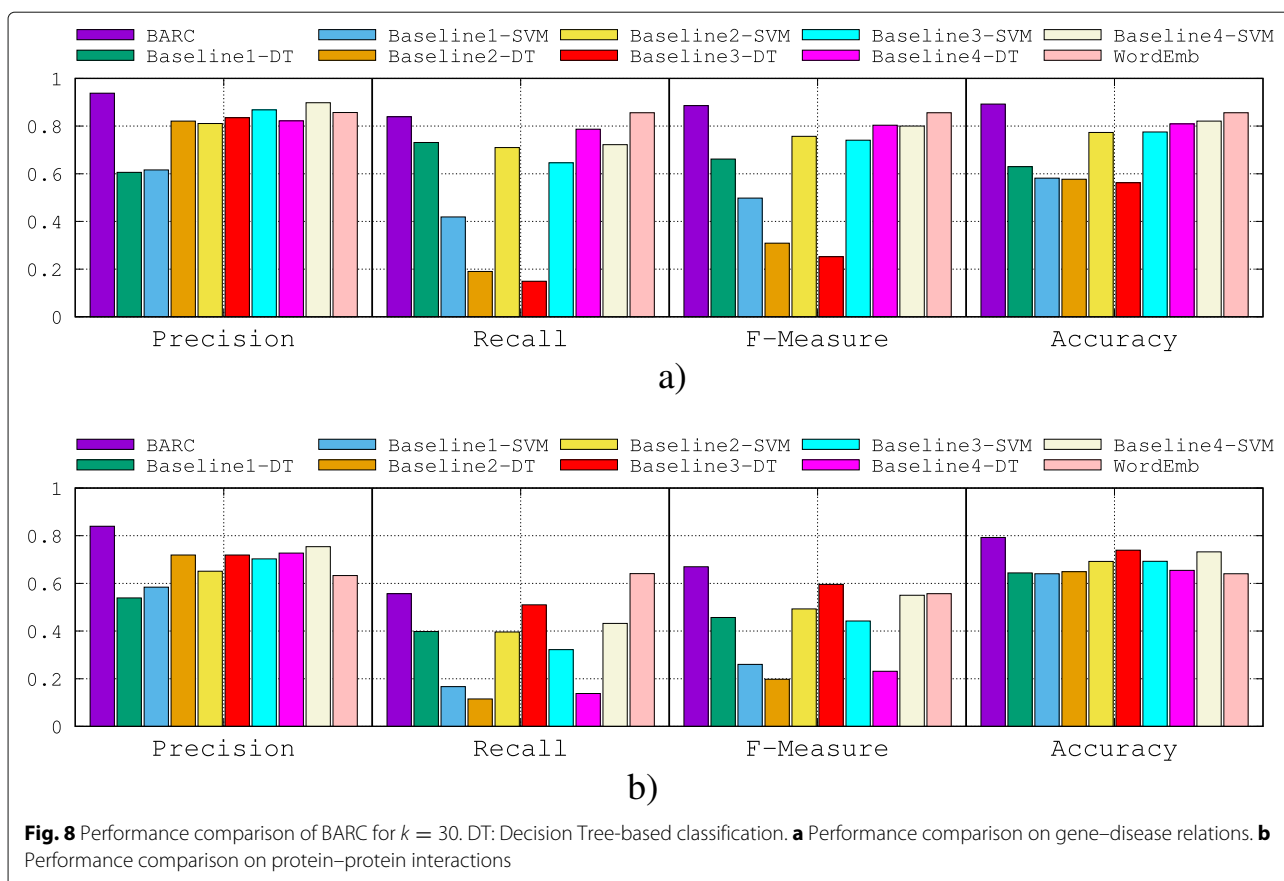 BARC Baseline1-SVM Baseline2-SVM Baseline3-SVM Baseline4-SVM
Baseline1-DT Baseline2-DT Baseline3-DT Baseline4-DT WordEmb
1
0.8
0.6
0.4
0.2
0
Precision Recall F-Measure Accuracy
a)
BARC Baseline1-SVM Baseline2-SVM Baseline3-SVM Baseline4-SVM
Baseline1-DT Baseline2-DT Baseline3-DT Baseline4-DT WordEmb
1
0.8
0.6
0.4
0.2
0
Precision Recall F-Measure Accuracy
b)
Fig. 8 Performance comparison of BARC for k = 30. DT: Decision Tree-based classification. a Performance comparison on gene–disease relations. b
Performance comparison on protein–protein interactions